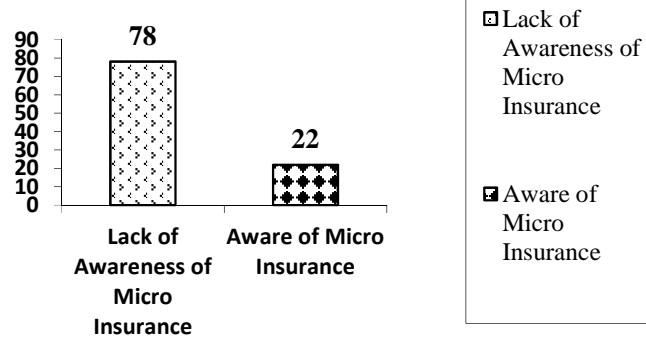 78
22
90
80
70
60
50
40
30
20
10
0
Lack of
Awareness of
Micro
Insurance
Aware of Micro
Insurance
Lack of
Awareness of
Micro
Insurance
Aware of
Micro
Insurance